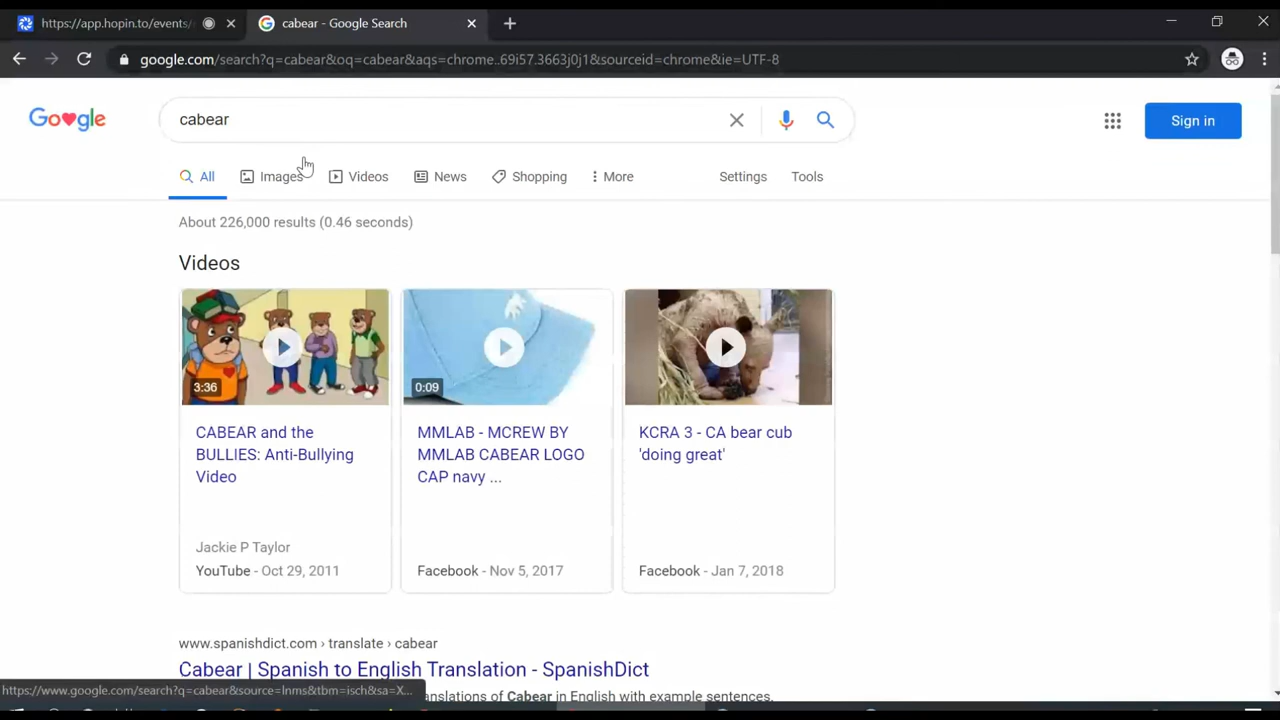 https://app.hopin.to/events/
cabear - Google Search
google.com/search?q=cabear&oq=cabear&aqs=chrome..69i57.3663j0j1&sourceid=chrome&ie=UTF-8
Google
cabear
Sign in
All Images Videos News Shopping More Settings Tools
About 226,000 results (0.46 seconds)
Videos
3:36
0:09
CABEAR and the
BULLIES: Anti-Bullying
Video
Jackie P Taylor
YouTube - Oct 29, 2011
MMLAB - MCREW BY
MMLAB CABEAR LOGO
CAP navy ...
Facebook - Nov 5, 2017
KCRA 3 - CA bear cub
'doing great'
Facebook - Jan 7, 2018
www.spanishdict.com › translate › cabear
Cabear | Spanish to English Translation - SpanishDict
anslations of Cabear in English with example sentences.
https://www.google.com/search?q=cabear&source=lnms&tbm=isch&sa=X...